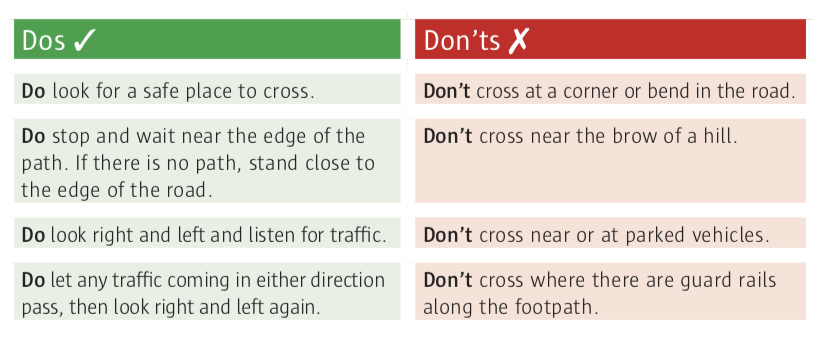 Dos ✓
Don’ts ✗
Do look for a safe place to cross.
Don’t cross at a corner or bend in the road.
Do stop and wait near the edge of the
path. If there is no path, stand close to
the edge of the road.
Don’t cross near the brow of a hill.
Do look right and left and listen for traffic.
Don’t cross near or at parked vehicles.
Do let any traffic coming in either direction
pass, then look right and left again.
Don’t cross where there are guard rails
along the footpath.